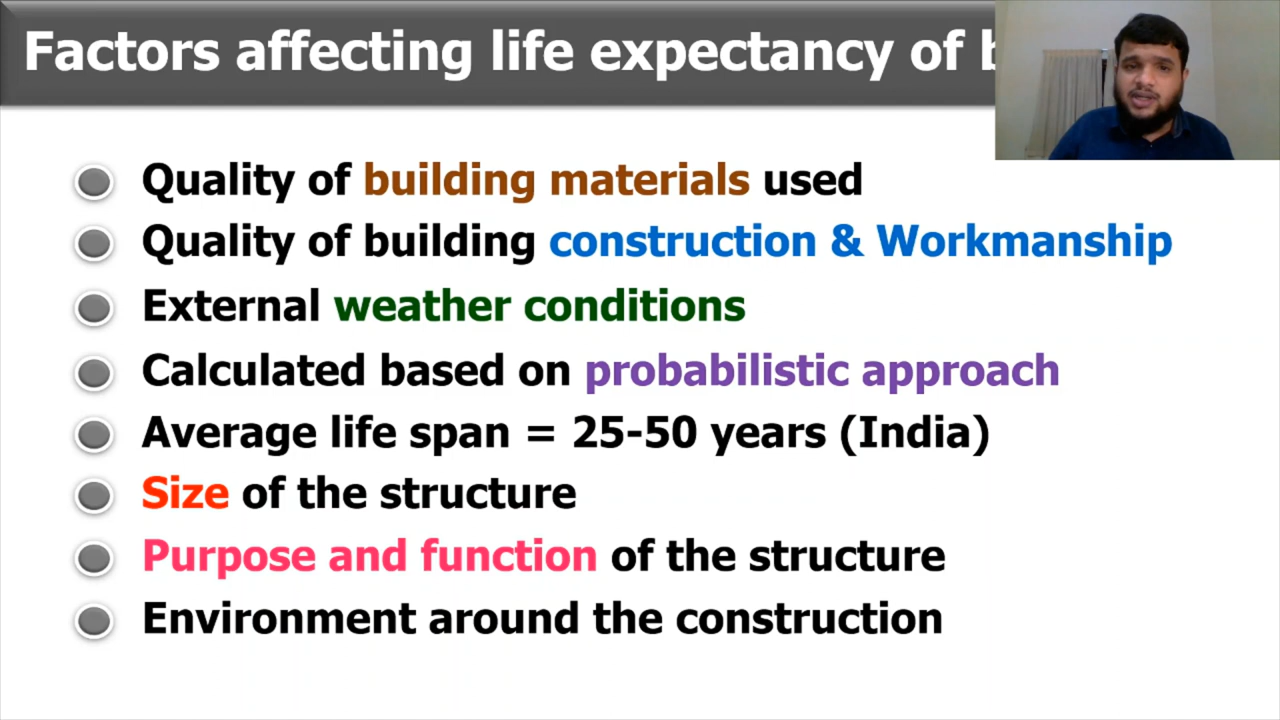 Factors affecting life expectancy of b
Quality of building materials used
Quality of building construction & Workmanship
External weather conditions
Calculated based on probabilistic approach
Average life span = 25-50 years (India)
Size of the structure
Purpose and function of the structure
Environment around the construction